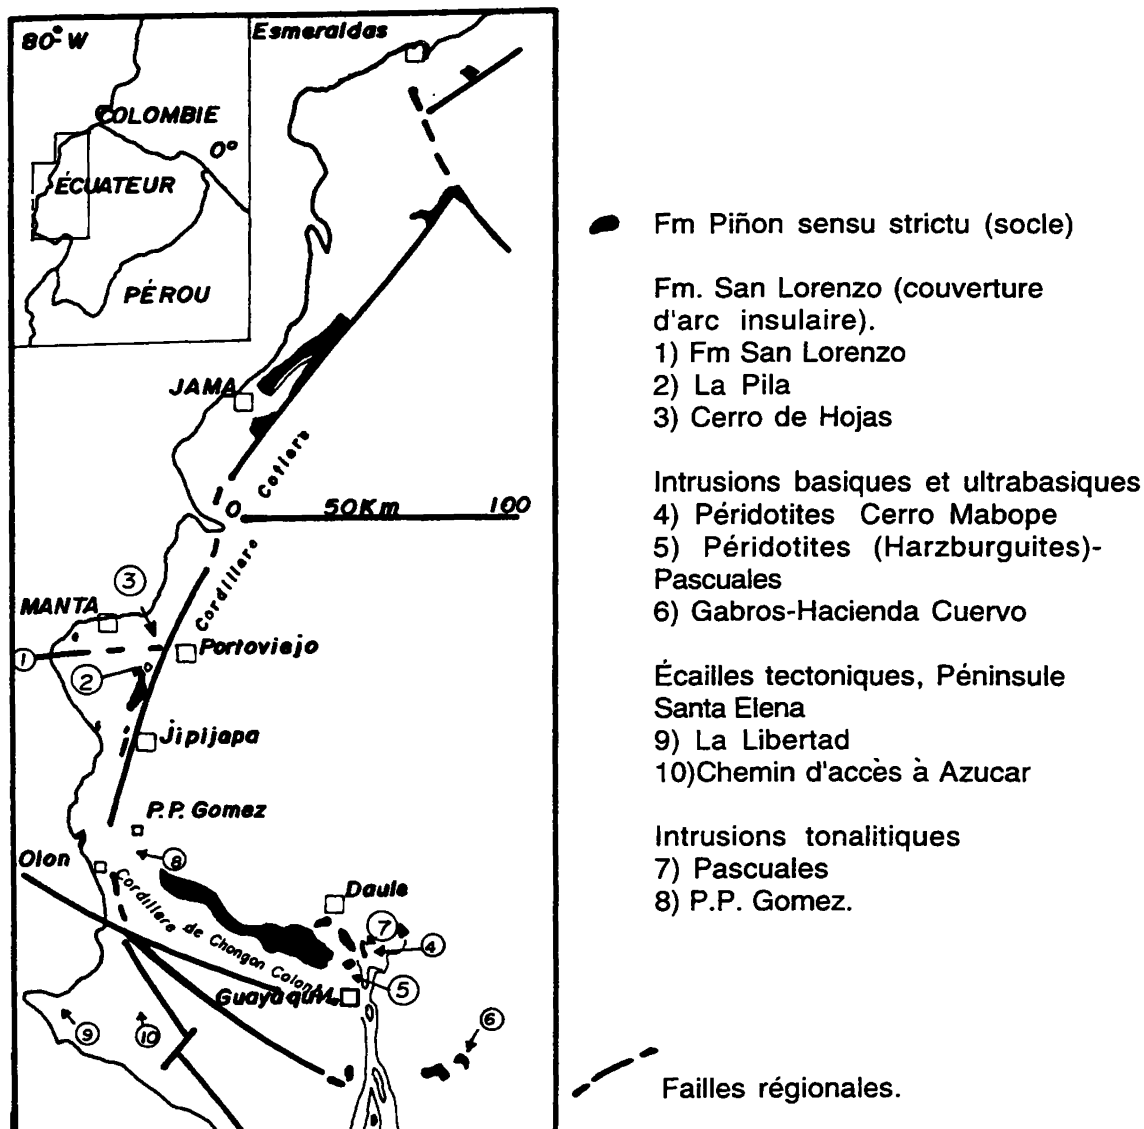 80° W
COLOMBIE
0°
ÉCUATEUR
PÉROU
Esmeraldas
JAMA
Cotiere
0 50Km 100
Cordillere
3
MANTA
1
Portoviejo
2
Jipijapa
P.P. Gomez
8
Olon
Daule
Cordillere de Chongon Colonche
7
4
5
Guayaquil
6
9
10
Fm Piñon sensu strictu (socle)
Fm. San Lorenzo (couverture
d'arc insulaire).
1) Fm San Lorenzo
2) La Pila
3) Cerro de Hojas
Intrusions basiques et ultrabasiques
4) Péridotites Cerro Mabope
5) Péridotites (Harzburguites)-
Pascuales
6) Gabros-Hacienda Cuervo
Écailles tectoniques, Péninsule
Santa Elena
9) La Libertad
10)Chemin d'accès à Azucar
Intrusions tonalitiques
7) Pascuales
8) P.P. Gomez.
Failles régionales.